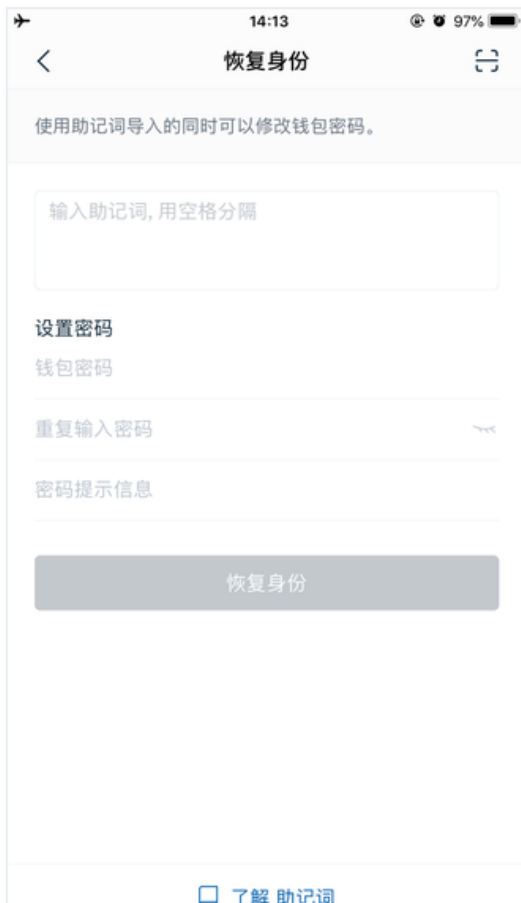 14:13
97%
恢复身份
使用助记词导入的同时可以修改钱包密码。
输入助记词, 用空格分隔
设置密码
钱包密码
重复输入密码
密码提示信息
恢复身份
了解 助记词